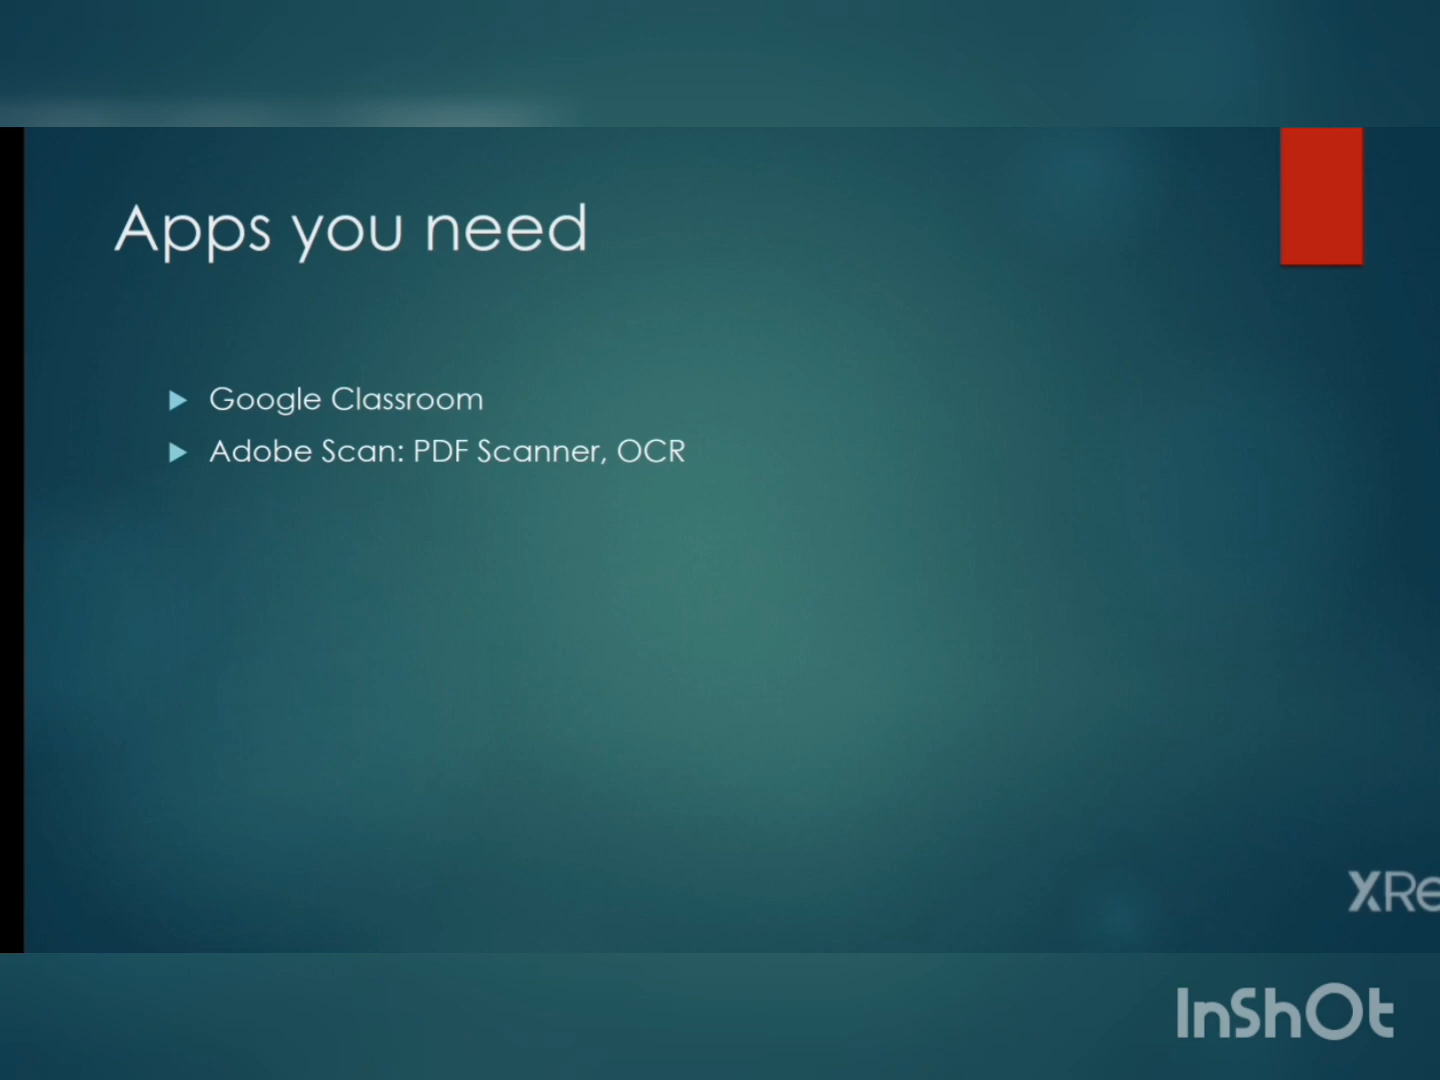 Apps you need
Google Classroom
Adobe Scan: PDF Scanner, OCR
XRe
InShOt